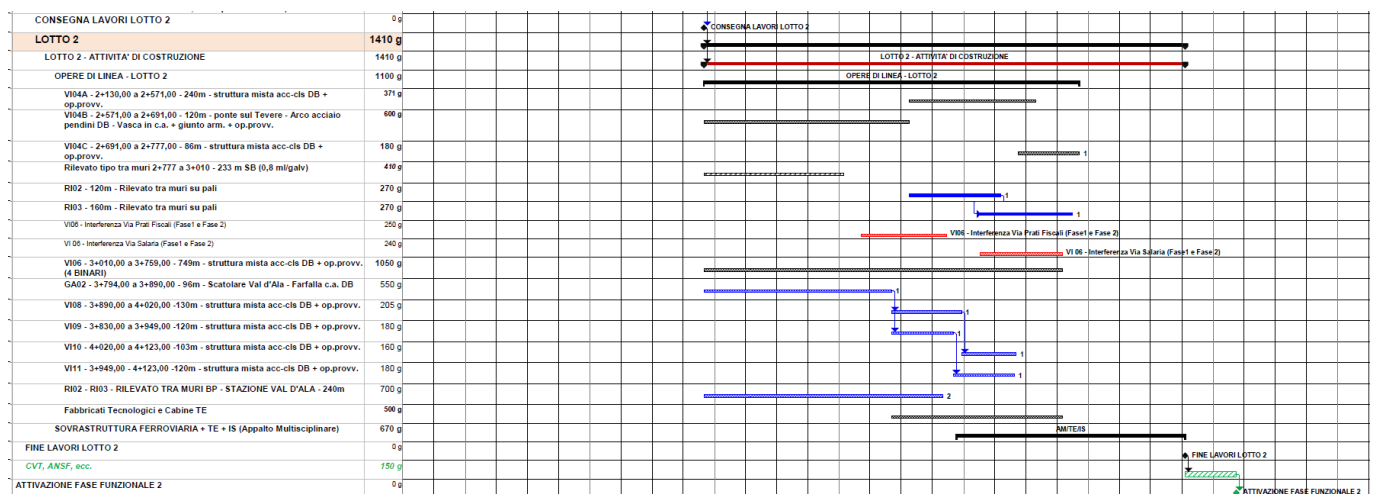 CONSEGNA LAVORI LOTTO 2 0 g CONSEGNA LAVORI LOTTO 2
LOTTO 2 1410 g
LOTTO 2 - ATTIVITA' DI COSTRUZIONE 1410 g LOTTO 2 - ATTIVITA' DI COSTRUZIONE
OPERE DI LINEA - LOTTO 2 1100 g OPERE DI LINEA - LOTTO 2
VI04A - 2+130,00 a 2+571,00 - 240m - struttura mista acc-cls DB + 371 g
op.provv.
VI04B - 2+571,00 a 2+691,00 - 120m - ponte sul Tevere - Arco acciaio 600 g
pendini DB - Vasca in c.a. + giunto arm. + op.provv.
VI04C - 2+691,00 a 2+777,00 - 86m - struttura mista acc-cls DB + 180 g 1
op.provv.
Rilevato tipo tra muri 2+777 a 3+010 - 233 m SB (0,8 ml/galv) 410 g
RI02 - 120m - Rilevato tra muri su pali 270 g 1
RI03 - 160m - Rilevato tra muri su pali 270 g 1
VI06 - Interferenza Via Prati Fiscali (Fase1 e Fase 2) 250 g VI06 - Interferenza Via Prati Fiscali (Fase1 e Fase 2)
VI 06 - Interferenza Via Salaria (Fase1 e Fase 2) 240 g VI 06 - Interferenza Via Salaria (Fase1 e Fase 2)
VI06 - 3+010,00 a 3+759,00 - 749m - struttura mista acc-cls DB + op.provv. 1050 g
(4 BINARI)
GA02 - 3+794,00 a 3+890,00 - 96m - Scatolare Val d'Ala - Farfalla c.a. DB 550 g 1
VI08 - 3+890,00 a 4+020,00 -130m - struttura mista acc-cls DB + op.provv. 205 g 1
VI09 - 3+830,00 a 3+949,00 -120m - struttura mista acc-cls DB + op.provv. 180 g 1
VI10 - 4+020,00 a 4+123,00 -103m - struttura mista acc-cls DB + op.provv. 160 g 1
VI11 - 3+949,00 - 4+123,00 -120m - struttura mista acc-cls DB + op.provv. 180 g 1
RI02 - RI03 - RILEVATO TRA MURI BP - STAZIONE VAL D'ALA - 240m 700 g 2
Fabbricati Tecnologici e Cabine TE 500 g
SOVRASTRUTTURA FERROVIARIA + TE + IS (Appalto Multisciplinare) 670 g AM/TE/IS
FINE LAVORI LOTTO 2 0 g FINE LAVORI LOTTO 2
CVT, ANSF, ecc. 150 g
ATTIVAZIONE FASE FUNZIONALE 2 0 g ATTIVAZIONE FASE FUNZIONALE 2